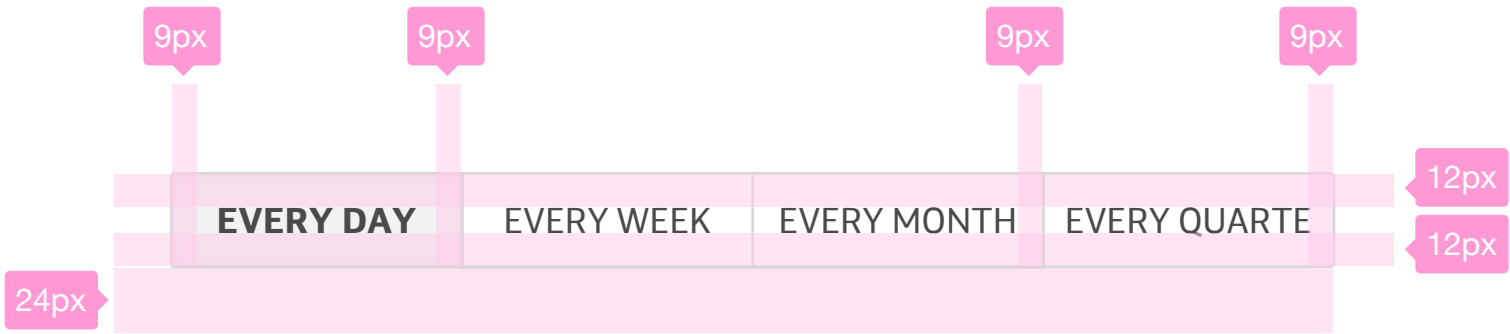 9px 9px 9px 9px
12px
EVERY DAY EVERY WEEK EVERY MONTH EVERY QUARTE
12px
24px